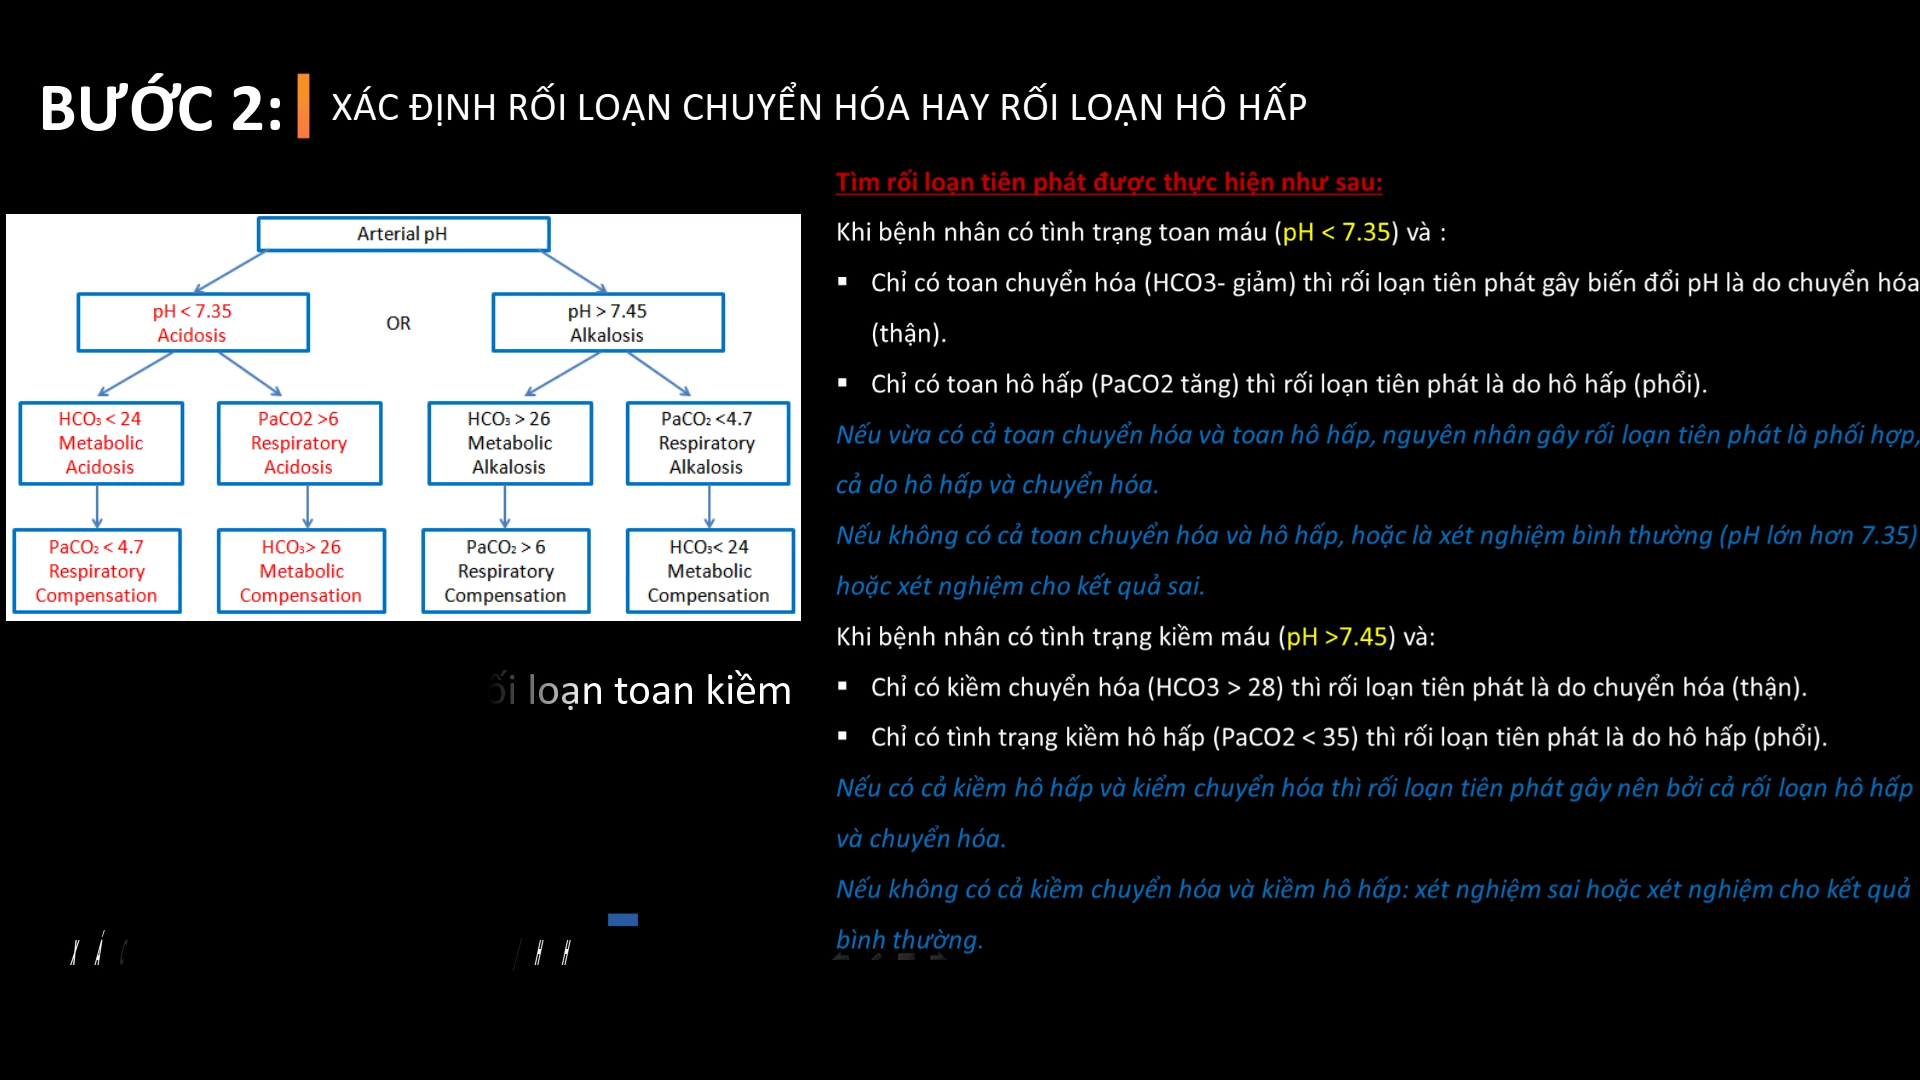 BƯỚC 2:
XÁC ĐỊNH RỐI LOẠN CHUYỂN HÓA HAY RỐI LOẠN HÔ HẤP
Arterial pH
pH < 7.35
Acidosis
OR
pH > 7.45
Alkalosis
HCO₃ < 24
Metabolic
Acidosis
PaCO2 >6
Respiratory
Acidosis
HCO₃ > 26
Metabolic
Alkalosis
PaCO₂ <4.7
Respiratory
Alkalosis
PaCO₂ < 4.7
Respiratory
Compensation
HCO₃> 26
Metabolic
Compensation
PaCO₂ > 6
Respiratory
Compensation
HCO₃< 24
Metabolic
Compensation
loạn toan kiềm
XÁC
H H
Tìm rối loạn tiên phát được thực hiện như sau:
Khi bệnh nhân có tình trạng toan máu (pH < 7.35) và :
▪ Chỉ có toan chuyển hóa (HCO3- giảm) thì rối loạn tiên phát gây biến đổi pH là do chuyển hóa
(thận).
▪ Chỉ có toan hô hấp (PaCO2 tăng) thì rối loạn tiên phát là do hô hấp (phổi).
Nếu vừa có cả toan chuyển hóa và toan hô hấp, nguyên nhân gây rối loạn tiên phát là phối hợp,
cả do hô hấp và chuyển hóa.
Nếu không có cả toan chuyển hóa và hô hấp, hoặc là xét nghiệm bình thường (pH lớn hơn 7.35)
hoặc xét nghiệm cho kết quả sai.
Khi bệnh nhân có tình trạng kiềm máu (pH >7.45) và:
▪ Chỉ có kiềm chuyển hóa (HCO3 > 28) thì rối loạn tiên phát là do chuyển hóa (thận).
▪ Chỉ có tình trạng kiềm hô hấp (PaCO2 < 35) thì rối loạn tiên phát là do hô hấp (phổi).
Nếu có cả kiềm hô hấp và kiểm chuyển hóa thì rối loạn tiên phát gây nên bởi cả rối loạn hô hấp
và chuyển hóa.
Nếu không có cả kiềm chuyển hóa và kiềm hô hấp: xét nghiệm sai hoặc xét nghiệm cho kết quả
bình thường.